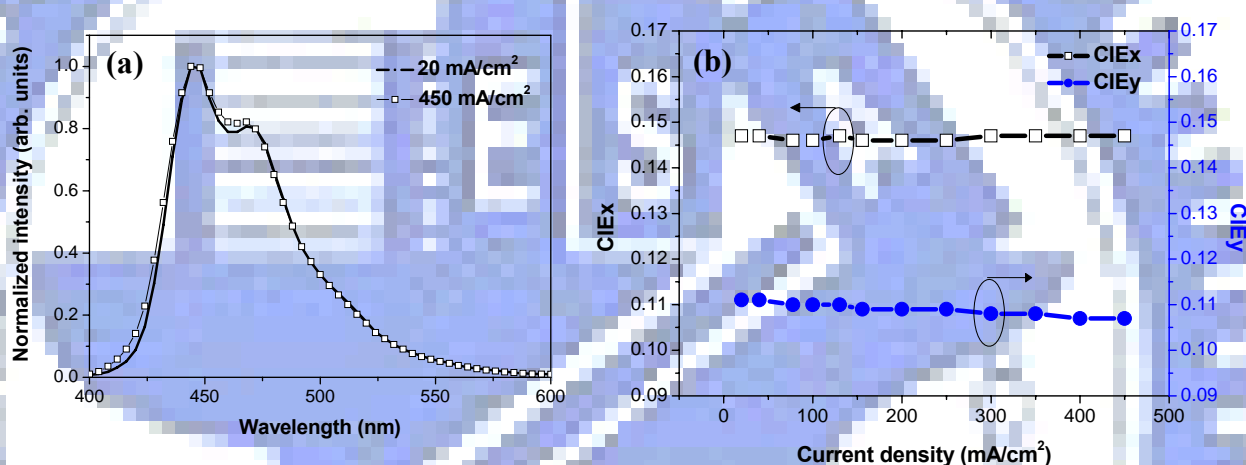 (a)
20 mA/cm²
450 mA/cm²
1.0
0.8
0.6
0.4
0.2
0.0
400 450 500 550 600
Normalized intensity (arb. units)
Wavelength (nm)
(b)
CIEx
CIEy
0.17
0.16
0.15
0.14
0.13
0.12
0.11
0.10
0.09
0 100 200 300 400 500
CIEx
Current density (mA/cm²)
0.17
0.16
0.15
0.14
0.13
0.12
0.11
0.10
0.09
CIEy